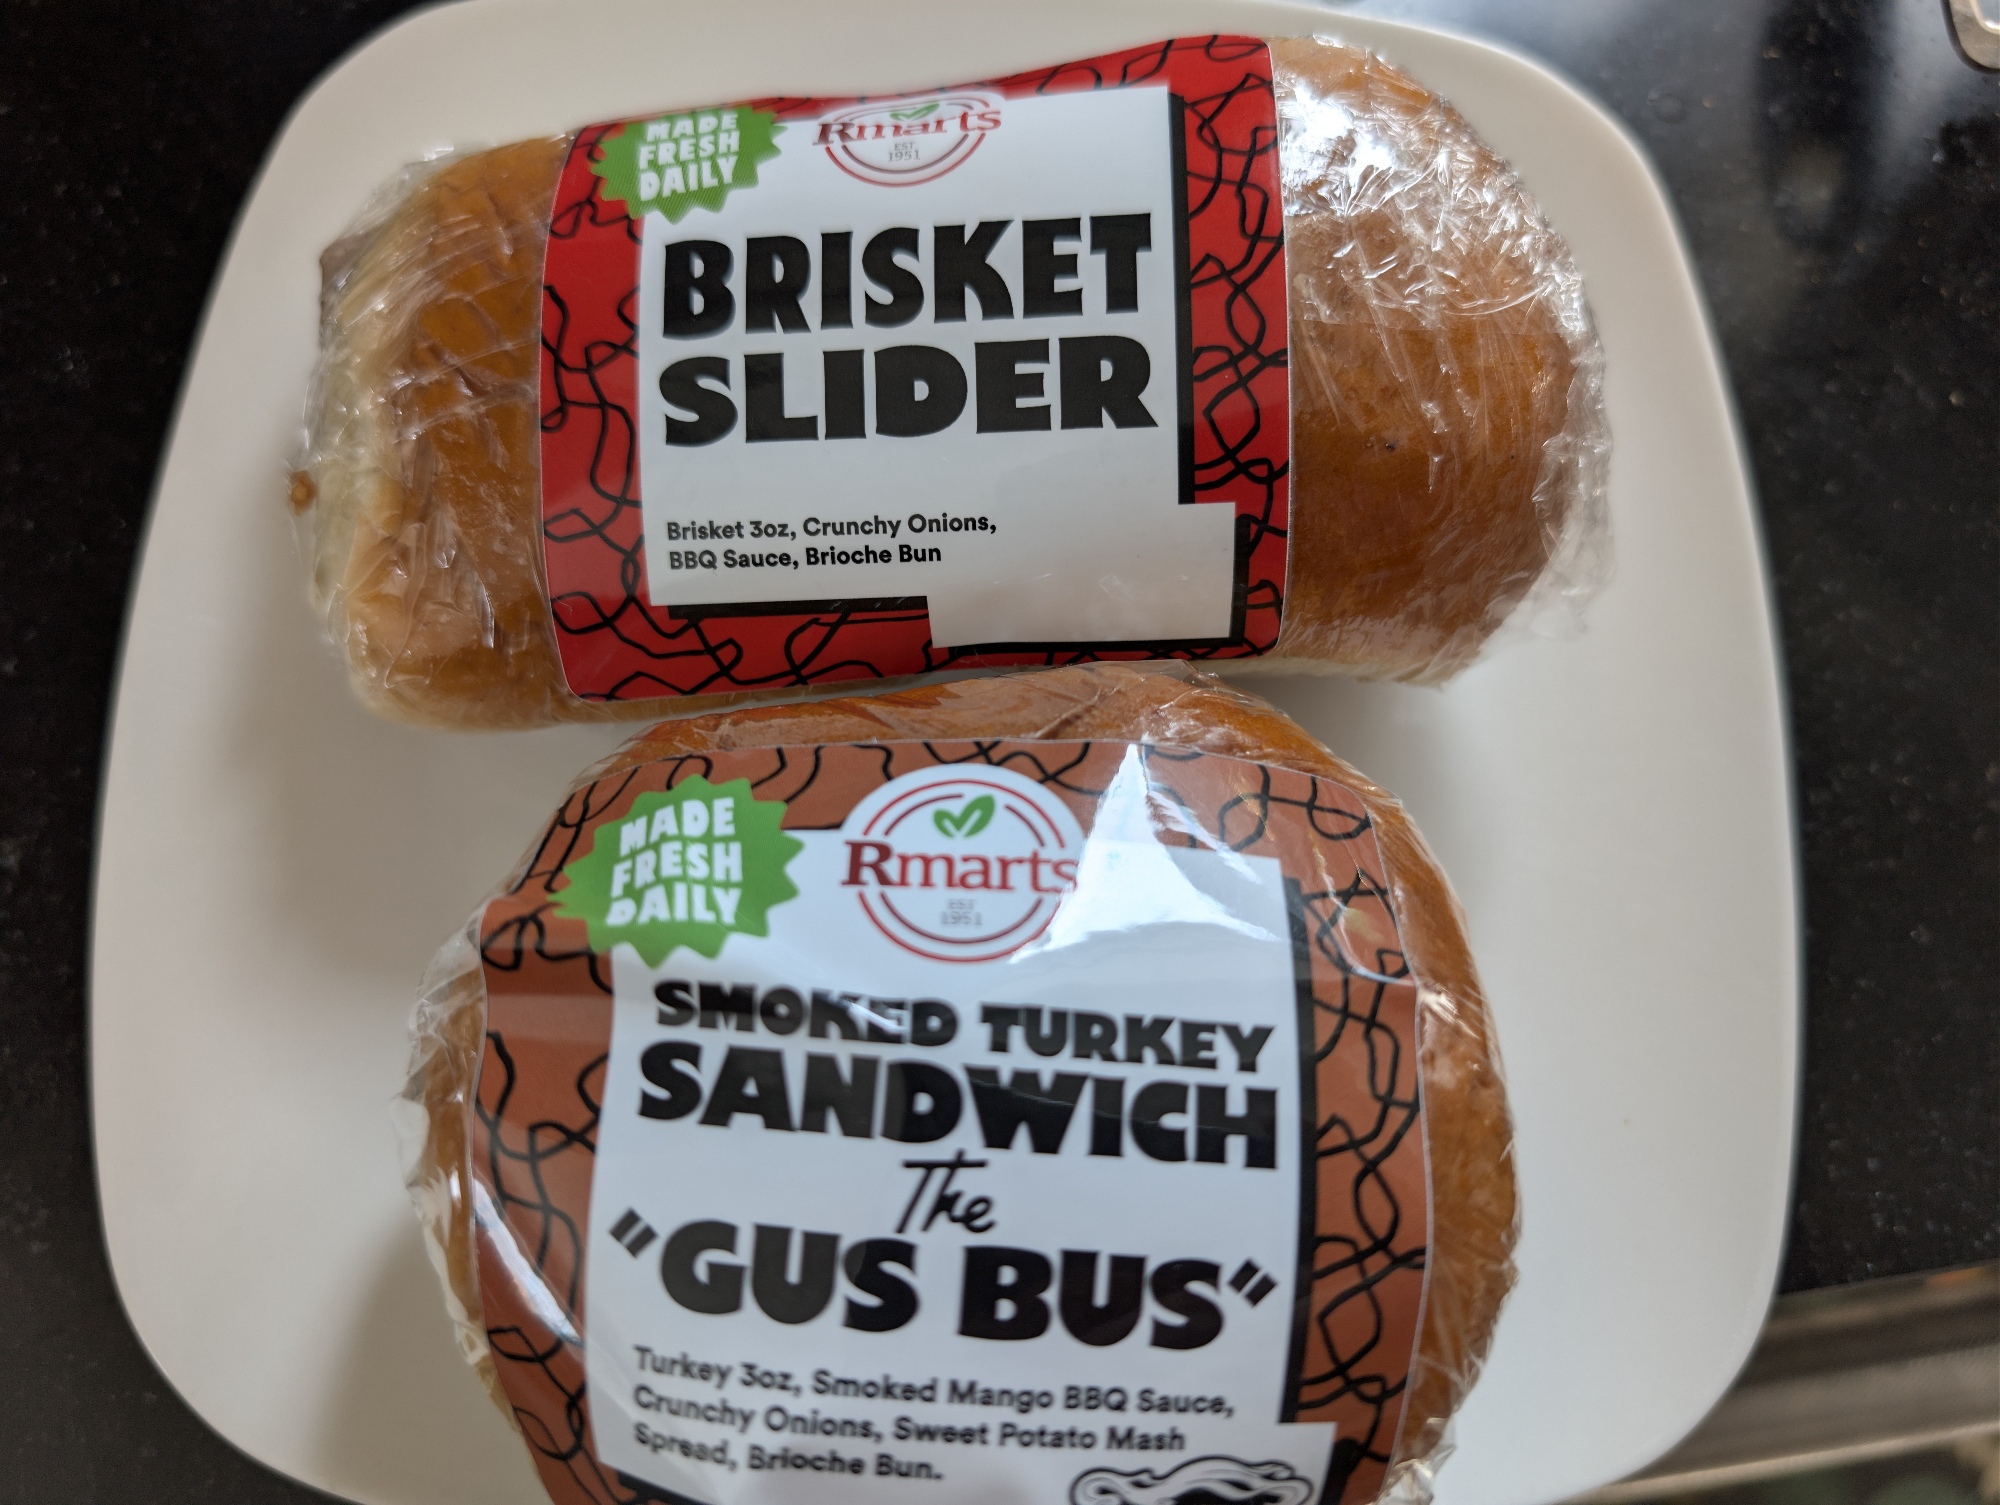 MADE
FRESH
DAILY
Rmarts
EST
1951
BRISKET
SLIDER
Brisket 3oz, Crunchy Onions,
BBQ Sauce, Brioche Bun
MADE
FRESH
DAILY
Rmarts
EST
1951
SMOKED TURKEY
SANDWICH
The
"GUS BUS"
Turkey 3oz, Smoked Mango BBQ Sauce,
Crunchy Onions, Sweet Potato Mash
Spread, Brioche Bun.